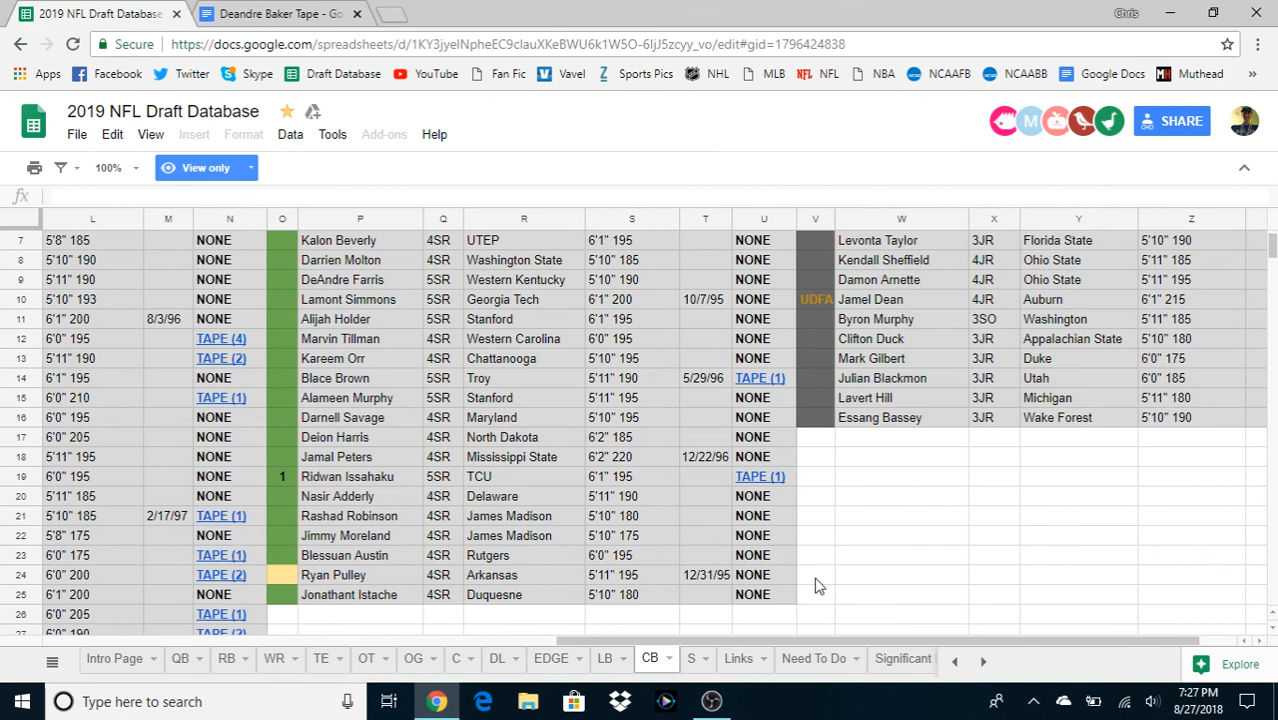 2019 NFL Draft Database
Deandre Baker Tape - Go
Chris
Secure https://docs.google.com/spreadsheets/d/1KY3jyeINpheEC9clauXKeBWU6k1W5O-6IjJ5zcyy_vo/edit#gid=1796424838
Apps Facebook Twitter Skype Draft Database YouTube Fan Fic Vavel Sports Pics NHL MLB NFL NBA NCAAFB NCAABB Google Docs Muthead
2019 NFL Draft Database
File Edit View Insert Format Data Tools Add-ons Help
M
SHARE
100% View only
fx
L M N O P Q R S T U V W X Y Z
7 5'8" 185 NONE Kalon Beverly 4SR UTEP 6'1" 195 NONE Levonta Taylor 3JR Florida State 5'10" 190
8 5'10" 190 NONE Darrien Molton 4SR Washington State 5'10" 185 NONE Kendall Sheffield 4JR Ohio State 5'11" 185
9 5'11" 190 NONE DeAndre Farris 5SR Western Kentucky 5'10" 190 NONE Damon Arnette 4JR Ohio State 5'11" 195
10 5'10" 193 NONE Lamont Simmons 5SR Georgia Tech 6'1" 200 10/7/95 NONE UDFA Jamel Dean 4JR Auburn 6'1" 215
11 6'1" 200 8/3/96 NONE Alijah Holder 5SR Stanford 6'1" 195 NONE Byron Murphy 3SO Washington 5'11" 185
12 6'0" 195 TAPE (4) Marvin Tillman 4SR Western Carolina 6'0" 195 NONE Clifton Duck 3JR Appalachian State 5'10" 180
13 5'11" 190 TAPE (2) Kareem Orr 4SR Chattanooga 5'10" 195 NONE Mark Gilbert 3JR Duke 6'0" 175
14 6'1" 195 NONE Blace Brown 5SR Troy 5'11" 190 5/29/96 TAPE (1) Julian Blackmon 3JR Utah 6'0" 185
15 6'0" 210 TAPE (1) Alameen Murphy 5SR Stanford 5'11" 195 NONE Lavert Hill 3JR Michigan 5'11" 180
16 6'0" 195 NONE Darnell Savage 4SR Maryland 5'10" 195 NONE Essang Bassey 3JR Wake Forest 5'10" 190
17 6'0" 205 NONE Deion Harris 4SR North Dakota 6'2" 185 NONE
18 5'11" 195 NONE Jamal Peters 4SR Mississippi State 6'2" 220 12/22/96 NONE
19 6'0" 195 NONE 1 Ridwan Issahaku 5SR TCU 6'1" 195 TAPE (1)
20 5'11" 185 NONE Nasir Adderly 4SR Delaware 5'11" 190 NONE
21 5'10" 185 2/17/97 TAPE (1) Rashad Robinson 4SR James Madison 5'10" 180 NONE
22 5'8" 175 NONE Jimmy Moreland 4SR James Madison 5'10" 175 NONE
23 6'0" 175 TAPE (1) Blessuan Austin 4SR Rutgers 6'0" 195 NONE
24 6'0" 200 TAPE (2) Ryan Pulley 4SR Arkansas 5'11" 195 12/31/95 NONE
25 6'1" 200 NONE Jonathant Istache 4SR Duquesne 5'10" 180 NONE
26 6'0" 205 TAPE (1)
27 6'0" 190 TAPE (2)
Intro Page QB RB WR TE OT OG C DL EDGE LB CB S Links Need To Do Significant
Explore
Type here to search
7:27 PM
8/27/2018